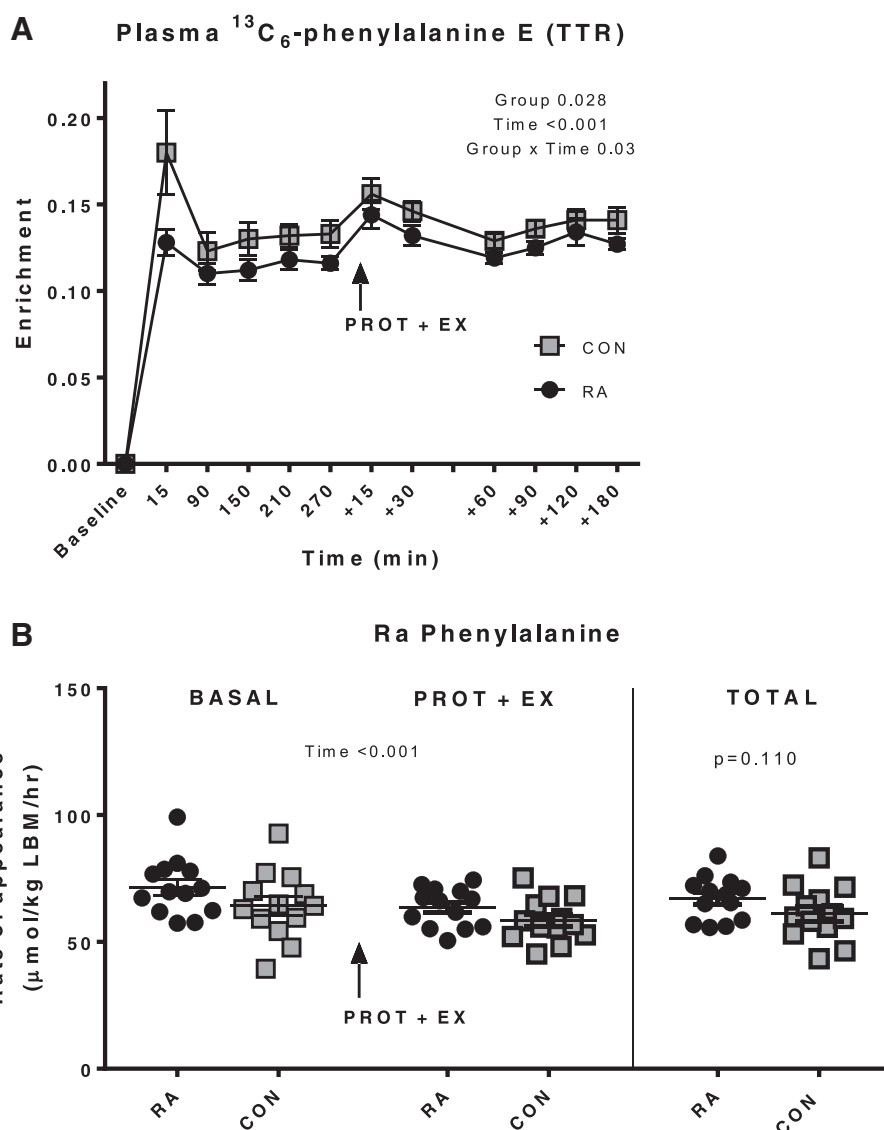 A
Plasma ¹³C₆-phenylalanine E (TTR)
Group 0.028
Time <0.001
Group x Time 0.03
0.20
0.15
0.10
0.05
0.00
Enrichment
PROT + EX
CON
RA
Baseline 15 90 150 210 270 +15 +30 +60 +90 +120 +180
Time (min)
B
Ra Phenylalanine
150
100
50
0
(μmol/kg LBM/hr)
BASAL PROT + EX TOTAL
Time <0.001
p=0.110
PROT + EX
RA CON RA CON RA CON